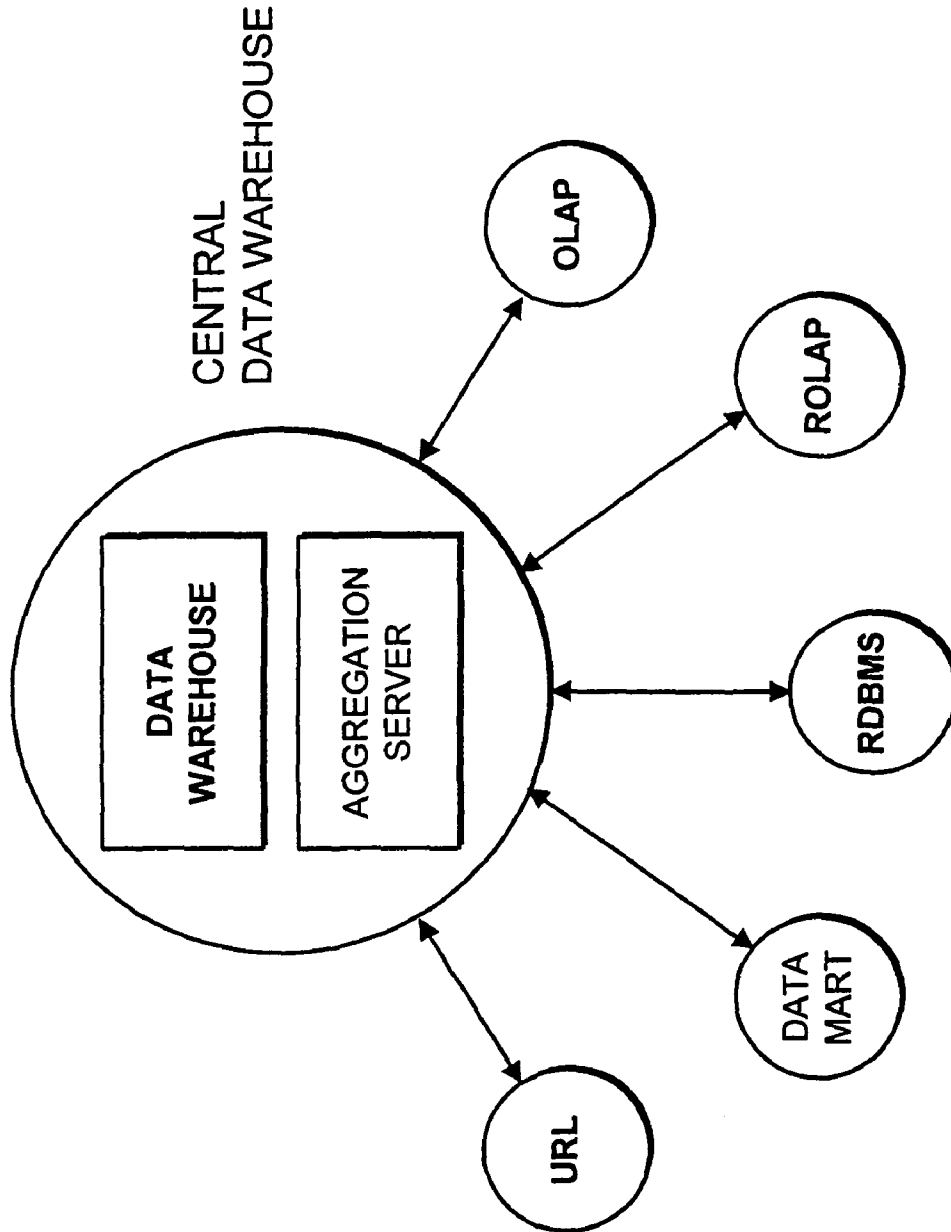 CENTRAL
DATA WAREHOUSE
DATA
WAREHOUSE
AGGREGATION
SERVER
URL
DATA
MART
RDBMS
ROLAP
OLAP